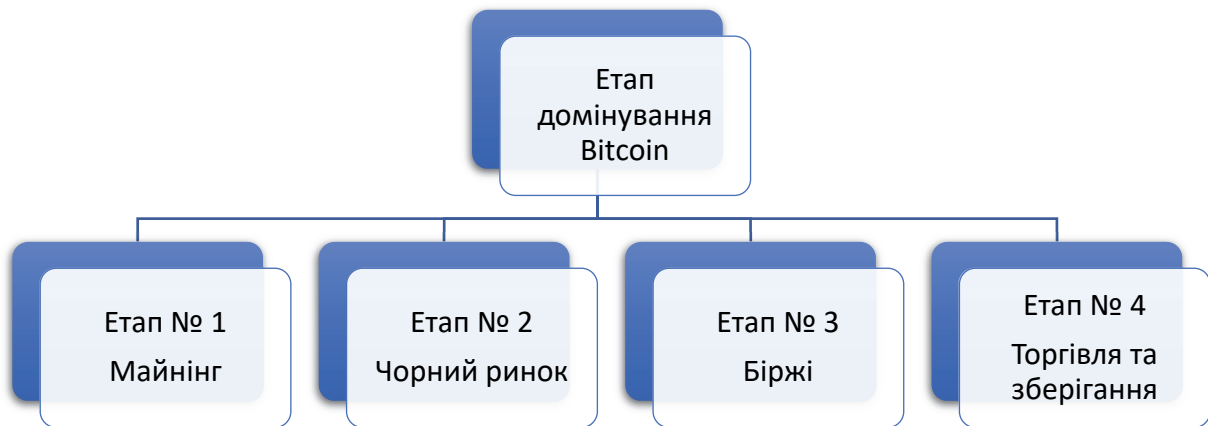 Етап
домінування
Bitcoin
Етап № 1
Майнінг
Етап № 2
Чорний ринок
Етап № 3
Біржі
Етап № 4
Торгівля та
зберігання